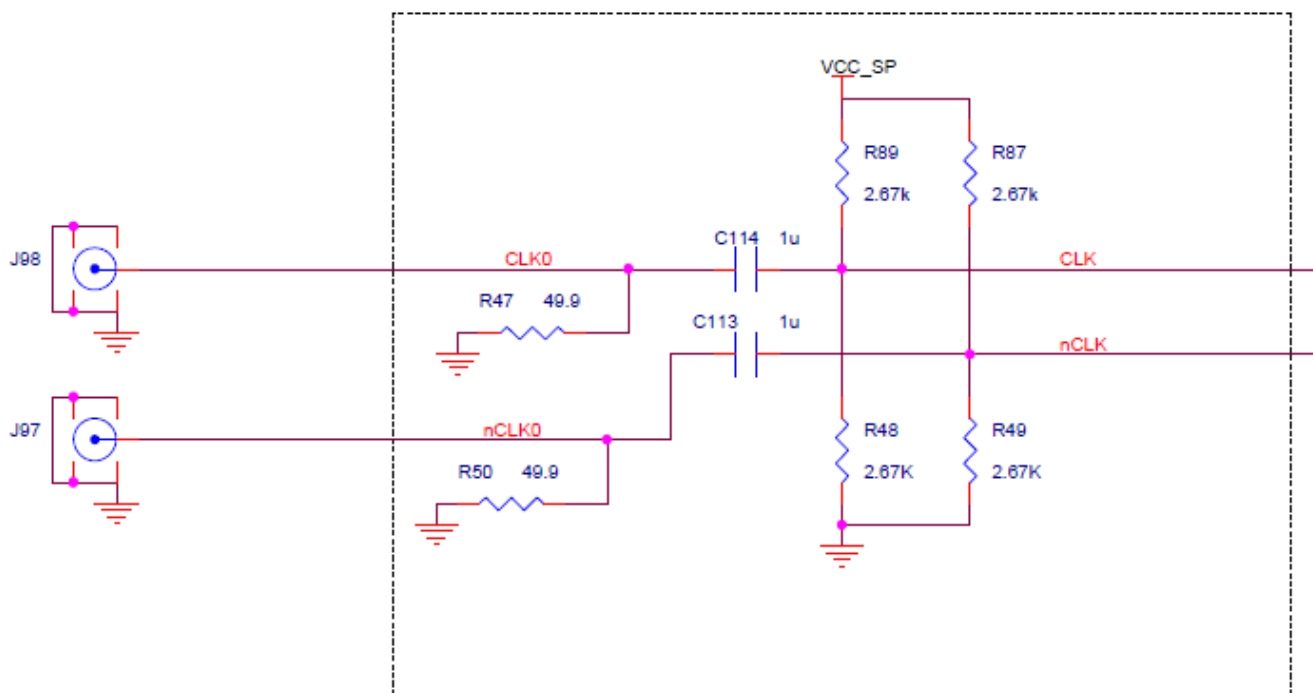 VCC_SP
R89
2.67k
R87
2.67k
J98
CLK0
C114 1u
CLK
R47 49.9
C113 1u
nCLK
J97
nCLK0
R50 49.9
R48
2.67K
R49
2.67K